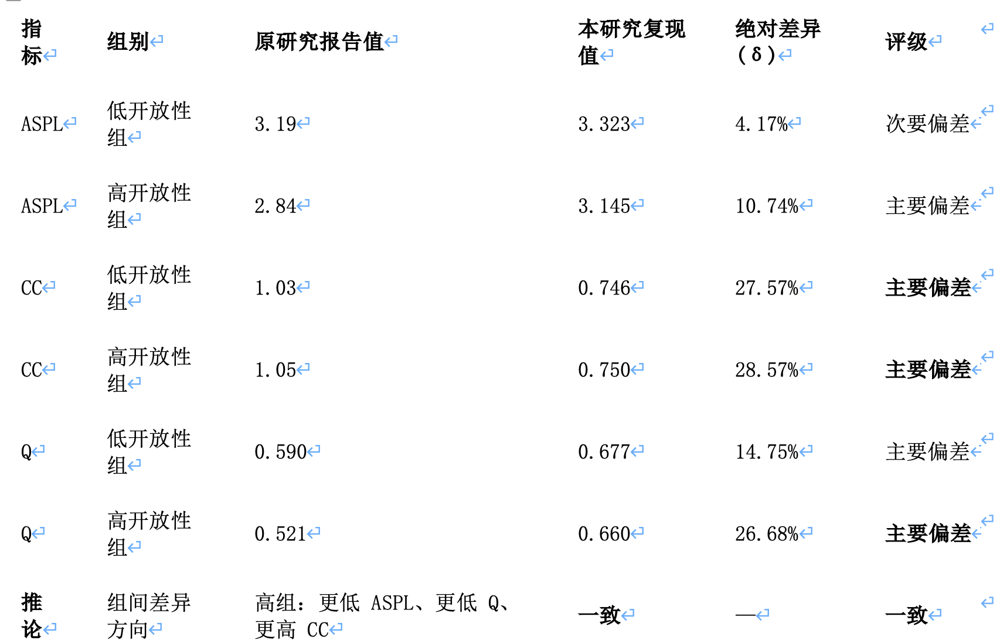 指标 组别 原研究报告值 本研究复现值 绝对差异(δ) 评级
ASPL 低开放性组 3.19 3.323 4.17% 次要偏差
ASPL 高开放性组 2.84 3.145 10.74% 主要偏差
CC 低开放性组 1.03 0.746 27.57% 主要偏差
CC 高开放性组 1.05 0.750 28.57% 主要偏差
Q 低开放性组 0.590 0.677 14.75% 主要偏差
Q 高开放性组 0.521 0.660 26.68% 主要偏差
推论 组间差异方向 高组：更低 ASPL、更低 Q、更高 CC 一致 — 一致